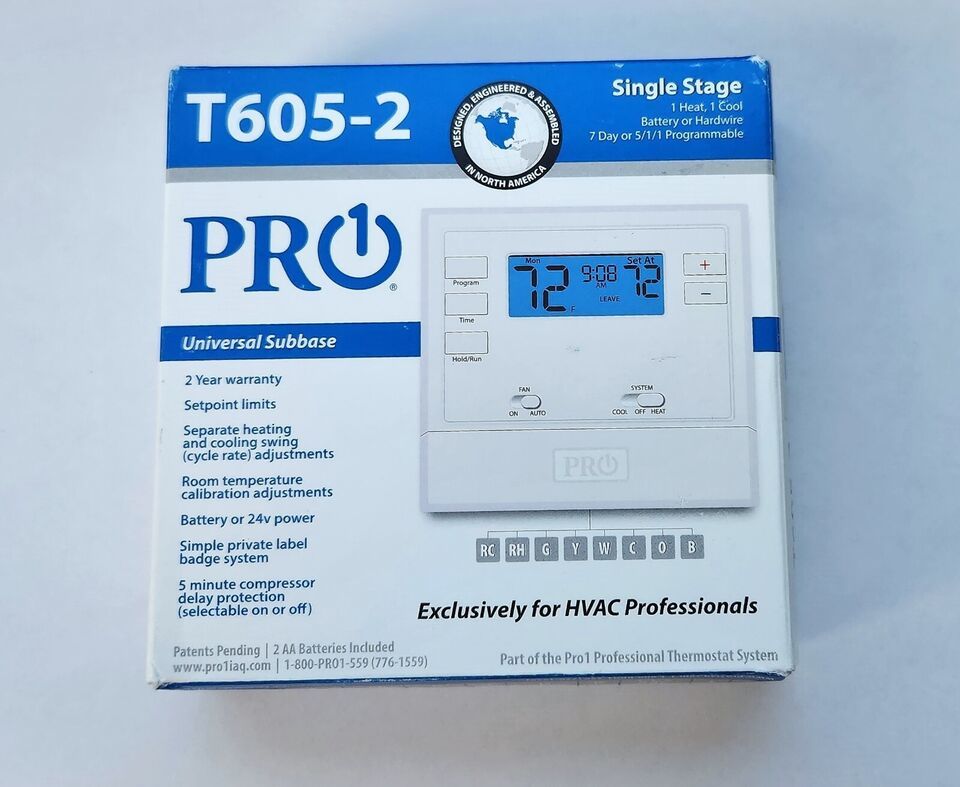 T605-2
DESIGNED, ENGINEERED & ASSEMBLED
IN NORTH AMERICA
Single Stage
1 Heat, 1 Cool
Battery or Hardwire
7 Day or 5/1/1 Programmable
PRO1®
Universal Subbase
2 Year warranty
Setpoint limits
Separate heating
and cooling swing
(cycle rate) adjustments
Room temperature
calibration adjustments
Battery or 24v power
Simple private label
badge system
5 minute compressor
delay protection
(selectable on or off)
Mon
72 F
9:08
AM
LEAVE
Set At
72
+
−
Program
Time
Hold/Run
FAN
ON AUTO
SYSTEM
COOL OFF HEAT
PRO1
RC RH G Y W C O B
Exclusively for HVAC Professionals
Patents Pending | 2 AA Batteries Included
www.pro1iaq.com | 1-800-PRO1-559 (776-1559)
Part of the Pro1 Professional Thermostat System